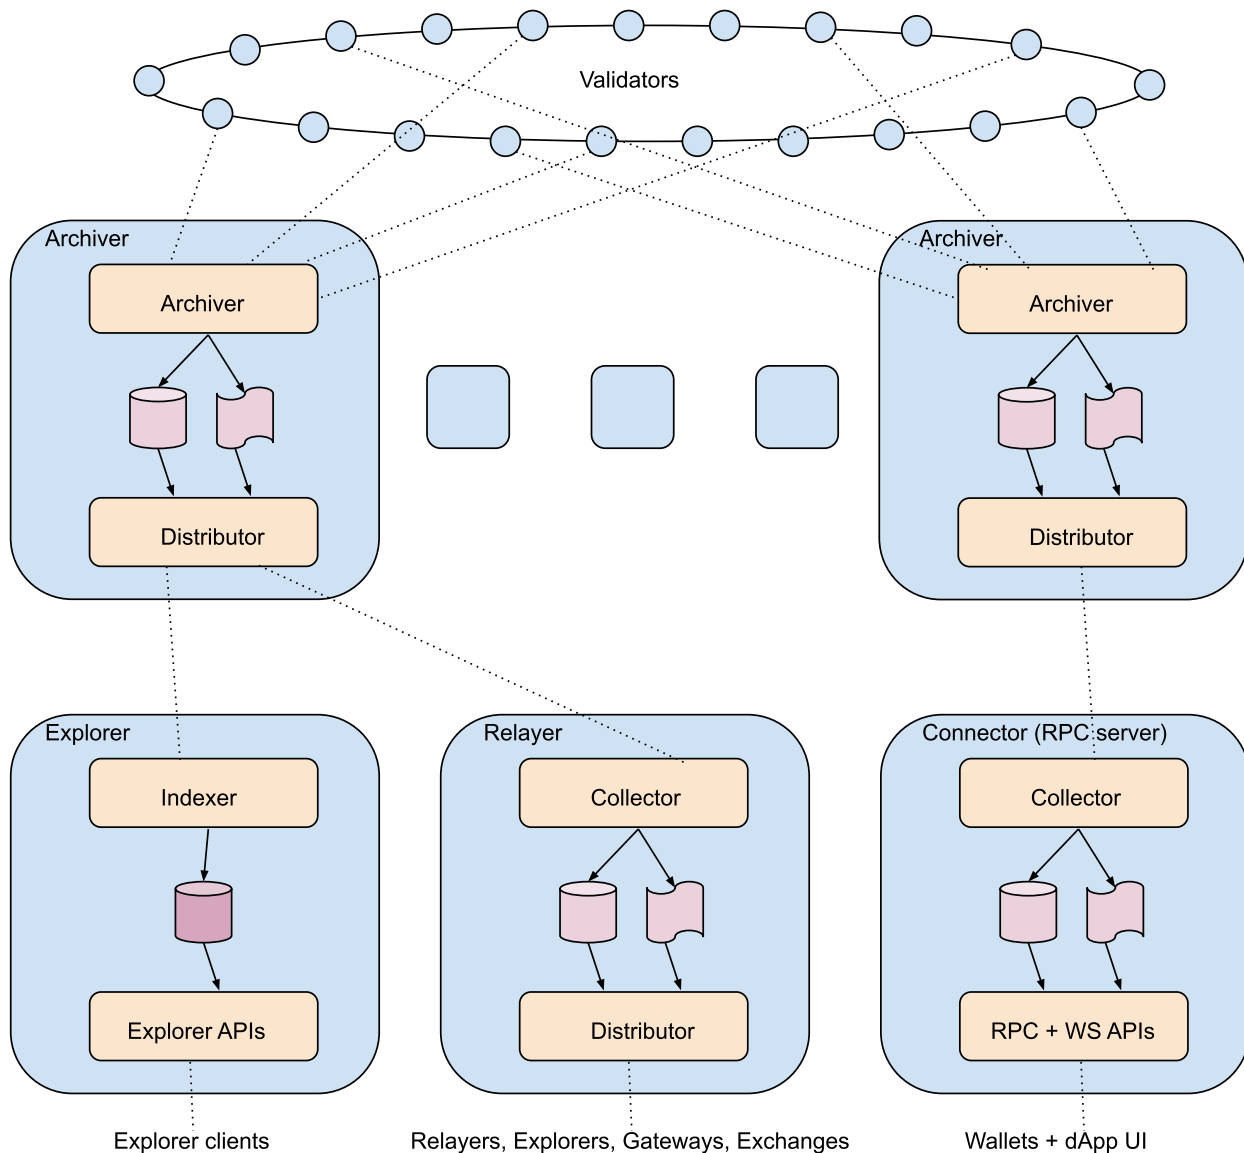 Validators
Archiver
Archiver
Archiver
Archiver
Distributor
Distributor
Explorer
Relayer
Connector (RPC server)
Indexer
Collector
Collector
Explorer APIs
Distributor
RPC + WS APIs
Explorer clients
Relayers, Explorers, Gateways, Exchanges
Wallets + dApp UI